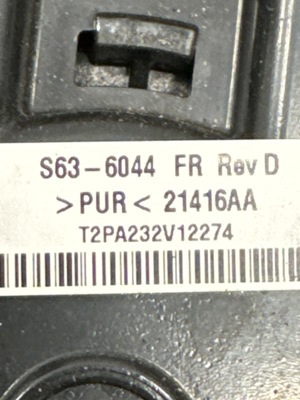 S63-6044 FR Rev D
>PUR< 21416AA
T2PA232V12274